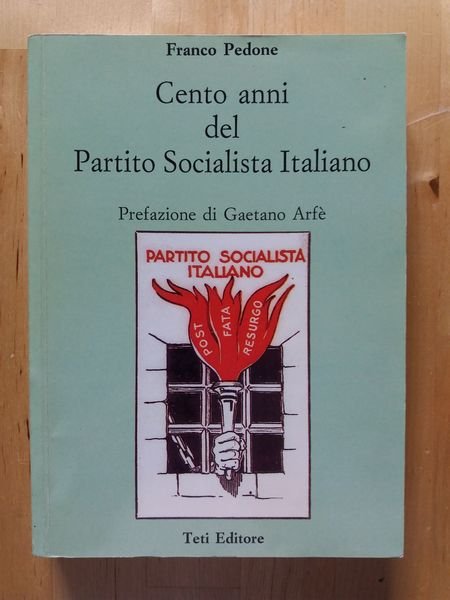 Franco Pedone
Cento anni
del
Partito Socialista Italiano
Prefazione di Gaetano Arfè
PARTITO SOCIALISTA
ITALIANO
POST
FATA
RESURGO
Teti Editore